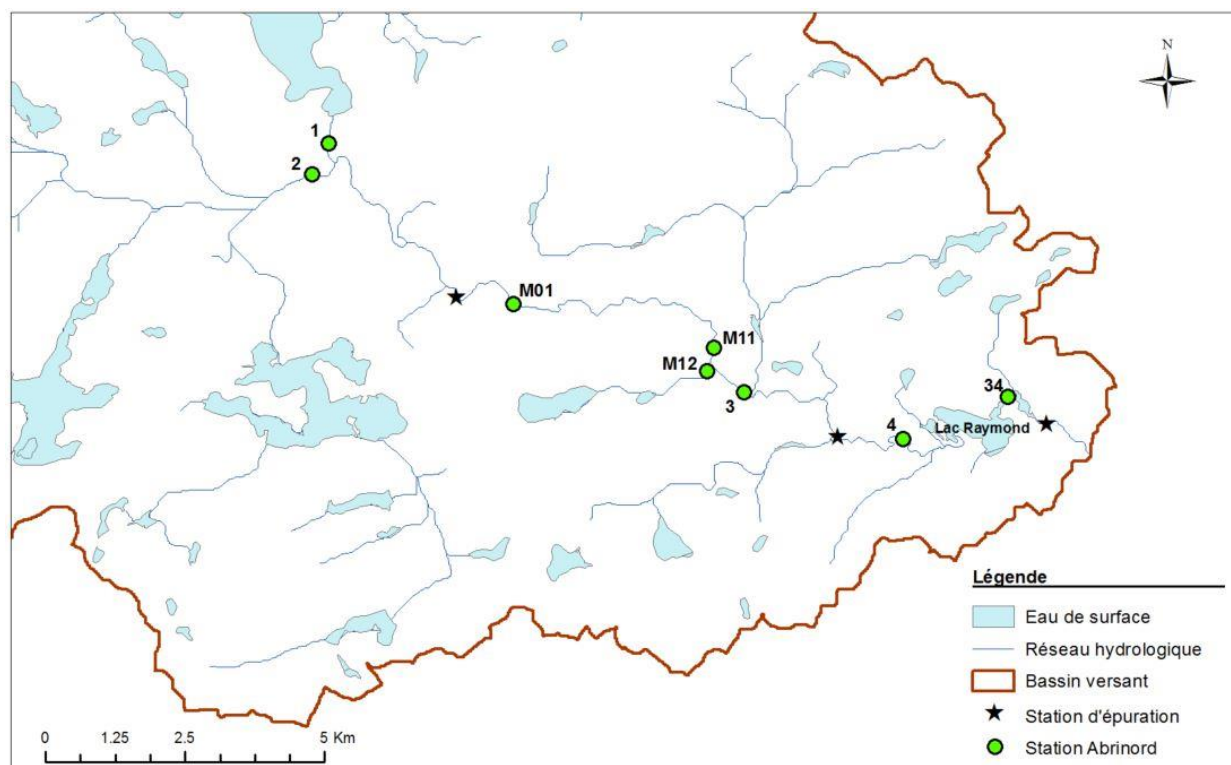 N
1
2
M01
M11
M12
3
34
4
Lac Raymond
Légende
Eau de surface
Réseau hydrologique
Bassin versant
Station d'épuration
Station Abrinord
0 1.25 2.5 5 Km